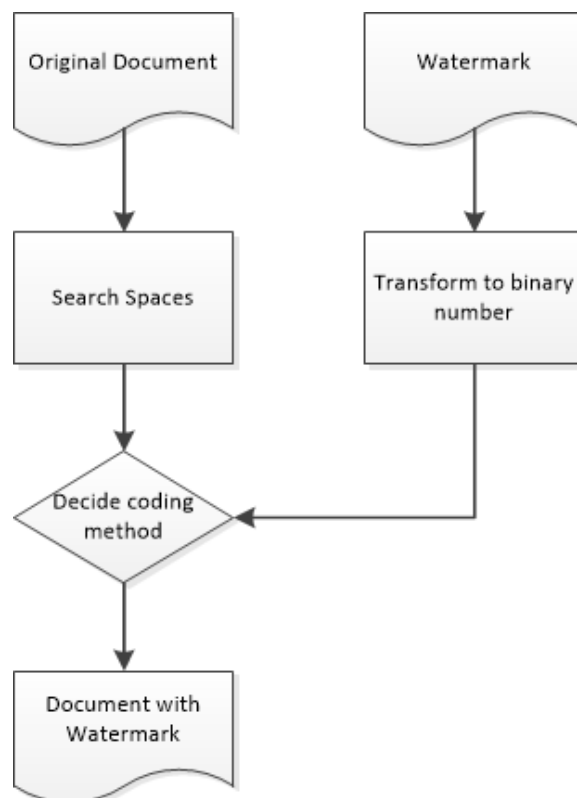 Original Document
Watermark
Search Spaces
Transform to binary
number
Decide coding
method
Document with
Watermark